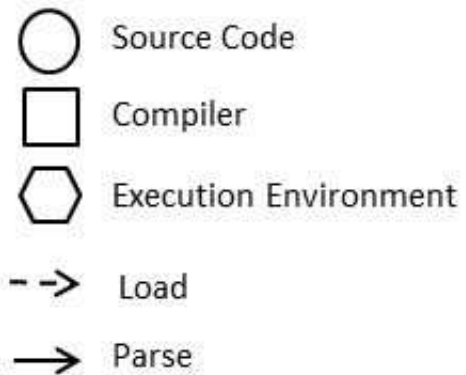 Source Code
Compiler
Execution Environment
Load
Parse